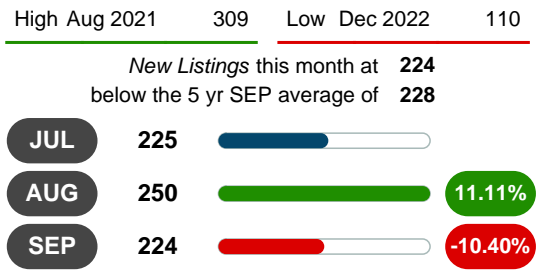 High Aug 2021 309 Low Dec 2022 110
New Listings this month at 224
below the 5 yr SEP average of 228
JUL 225
AUG 250 11.11%
SEP 224 -10.40%